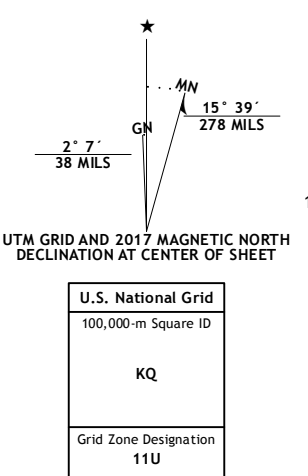 ★
MN
GN
15° 39´
278 MILS
2° 7´
38 MILS
1
UTM GRID AND 2017 MAGNETIC NORTH
DECLINATION AT CENTER OF SHEET
U.S. National Grid
100,000-m Square ID
KQ
Grid Zone Designation
11U